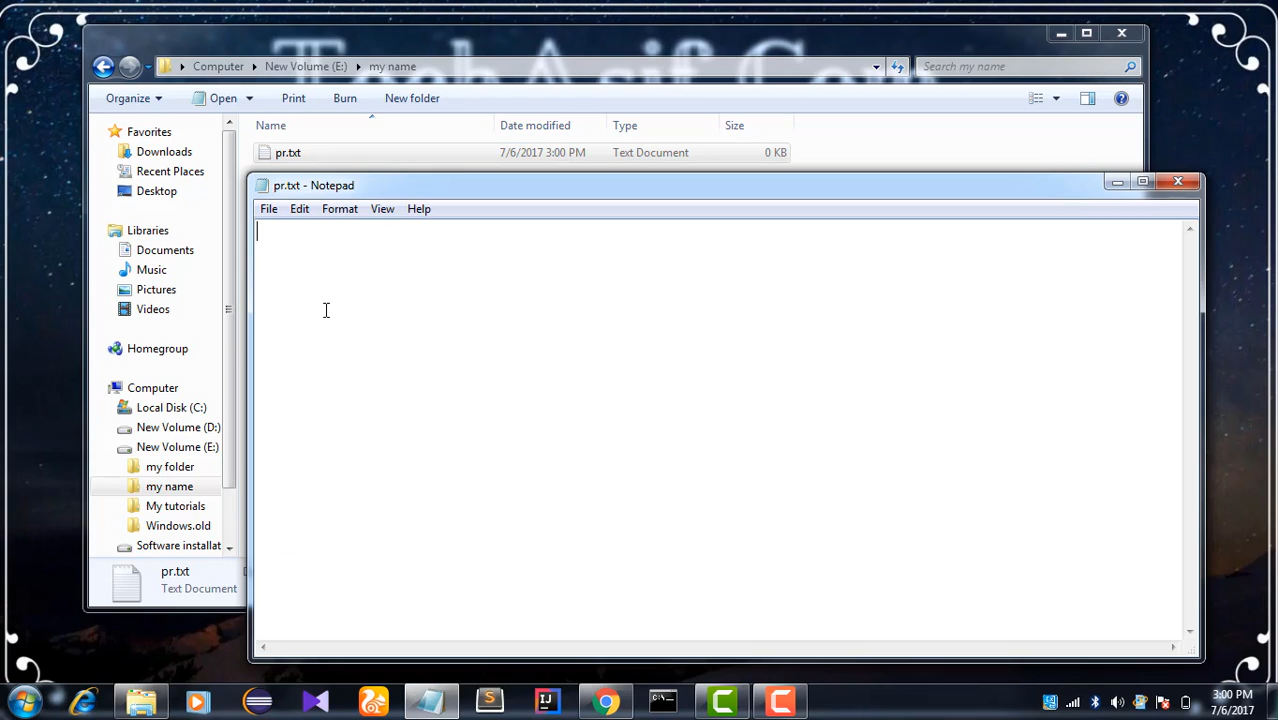 Computer New Volume (E:) my name
Search my name
Organize Open Print Burn New folder
Favorites
Downloads
Recent Places
Desktop
Libraries
Documents
Music
Pictures
Videos
Homegroup
Computer
Local Disk (C:)
New Volume (D:)
New Volume (E:)
my folder
my name
My tutorials
Windows.old
Software installat
Name Date modified Type Size
pr.txt 7/6/2017 3:00 PM Text Document 0 KB
pr.txt
Text Document
pr.txt - Notepad
File Edit Format View Help
3:00 PM
7/6/2017